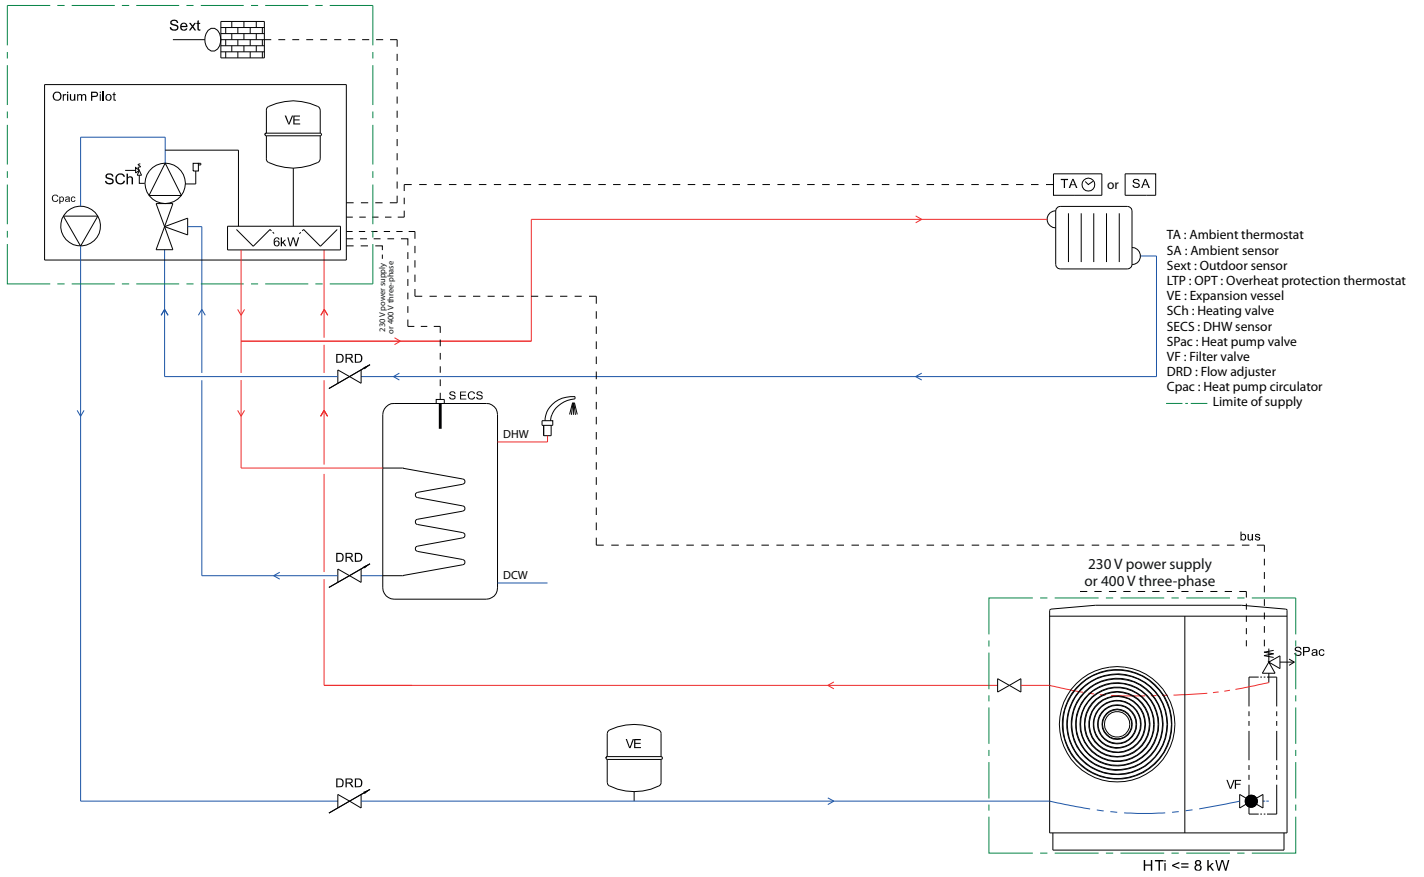 Sext
Orium Pilot
VE
SCh
Cpac
6kW
230 V power supply
or 400 V three-phase
TA or SA
TA : Ambient thermostat
SA : Ambient sensor
Sext : Outdoor sensor
LTP : OPT : Overheat protection thermostat
VE : Expansion vessel
SCh : Heating valve
SECS : DHW sensor
SPac : Heat pump valve
VF : Filter valve
DRD : Flow adjuster
Cpac : Heat pump circulator
Limite of supply
DRD
S ECS
DHW
DRD
DCW
bus
230 V power supply
or 400 V three-phase
SPac
VE
DRD
VF
HTi <= 8 kW